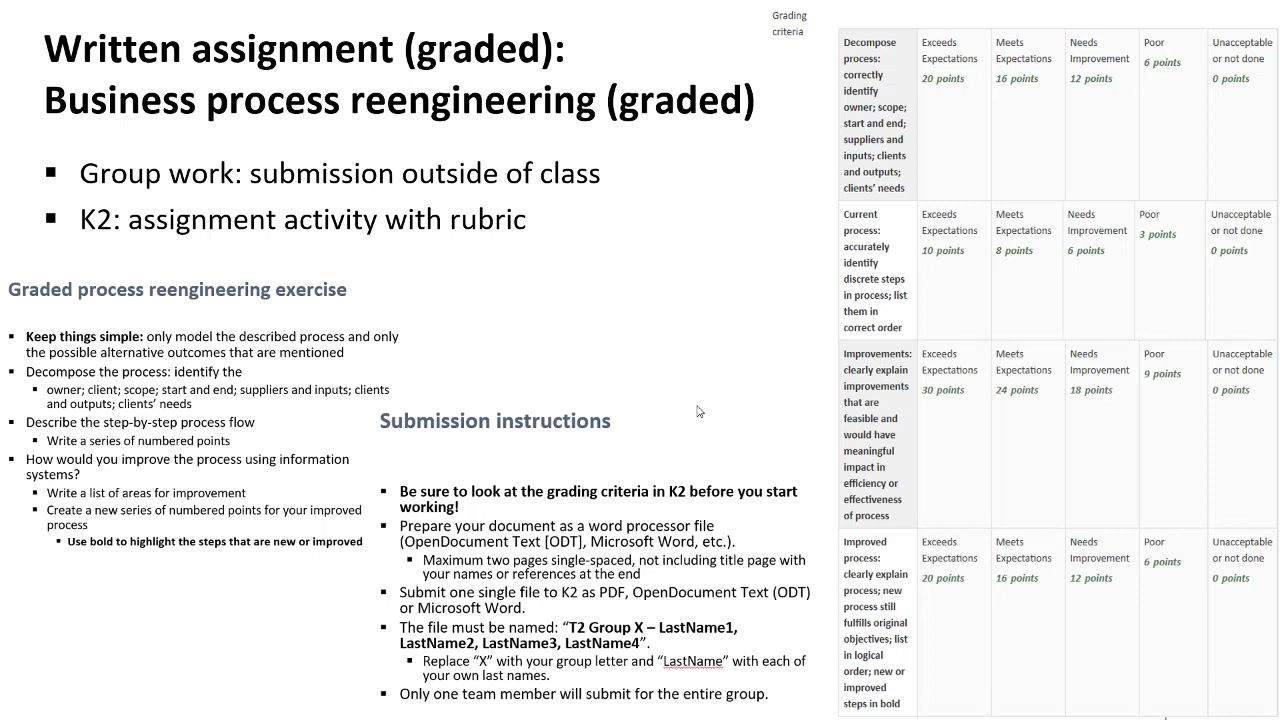 Written assignment (graded):
Business process reengineering (graded)
▪ Group work: submission outside of class
▪ K2: assignment activity with rubric
Graded process reengineering exercise
▪ Keep things simple: only model the described process and only
the possible alternative outcomes that are mentioned
▪ Decompose the process: identify the
▪ owner; client; scope; start and end; suppliers and inputs; clients
and outputs; clients’ needs
▪ Describe the step-by-step process flow
▪ Write a series of numbered points
▪ How would you improve the process using information
systems?
▪ Write a list of areas for improvement
▪ Create a new series of numbered points for your improved
process
▪ Use bold to highlight the steps that are new or improved
Submission instructions
▪ Be sure to look at the grading criteria in K2 before you start
working!
▪ Prepare your document as a word processor file
(OpenDocument Text [ODT], Microsoft Word, etc.).
▪ Maximum two pages single-spaced, not including title page with
your names or references at the end
▪ Submit one single file to K2 as PDF, OpenDocument Text (ODT)
or Microsoft Word.
▪ The file must be named: “T2 Group X – LastName1,
LastName2, LastName3, LastName4”.
▪ Replace “X” with your group letter and “LastName” with each of
your own last names.
▪ Only one team member will submit for the entire group.
Grading
criteria
Decompose
process:
correctly
identify
owner; scope;
start and end;
suppliers and
inputs; clients
and outputs;
clients’ needs
Exceeds
Expectations
20 points
Meets
Expectations
16 points
Needs
Improvement
12 points
Poor
6 points
Unacceptable
or not done
0 points
Current
process:
accurately
identify
discrete steps
in process; list
them in
correct order
Exceeds
Expectations
10 points
Meets
Expectations
8 points
Needs
Improvement
6 points
Poor
3 points
Unacceptable
or not done
0 points
Improvements:
clearly explain
improvements
that are
feasible and
would have
meaningful
impact in
efficiency or
effectiveness
of process
Exceeds
Expectations
30 points
Meets
Expectations
24 points
Needs
Improvement
18 points
Poor
9 points
Unacceptable
or not done
0 points
Improved
process:
clearly explain
process; new
process still
fulfills original
objectives; list
in logical
order; new or
improved
steps in bold
Exceeds
Expectations
20 points
Meets
Expectations
16 points
Needs
Improvement
12 points
Poor
6 points
Unacceptable
or not done
0 points